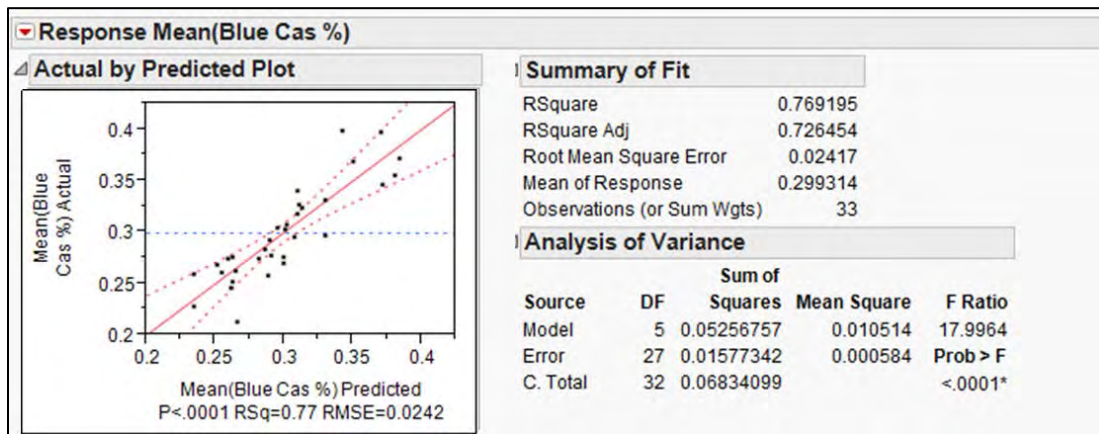 Response Mean(Blue Cas %)
Actual by Predicted Plot
Mean(Blue
Cas %) Actual
0.4
0.35
0.3
0.25
0.2
0.2 0.25 0.3 0.35 0.4
Mean(Blue Cas %) Predicted
P<.0001 RSq=0.77 RMSE=0.0242
Summary of Fit
RSquare 0.769195
RSquare Adj 0.726454
Root Mean Square Error 0.02417
Mean of Response 0.299314
Observations (or Sum Wgts) 33
Analysis of Variance
Sum of
Source DF Squares Mean Square F Ratio
Model 5 0.05256757 0.010514 17.9964
Error 27 0.01577342 0.000584 Prob > F
C. Total 32 0.06834099 <.0001*